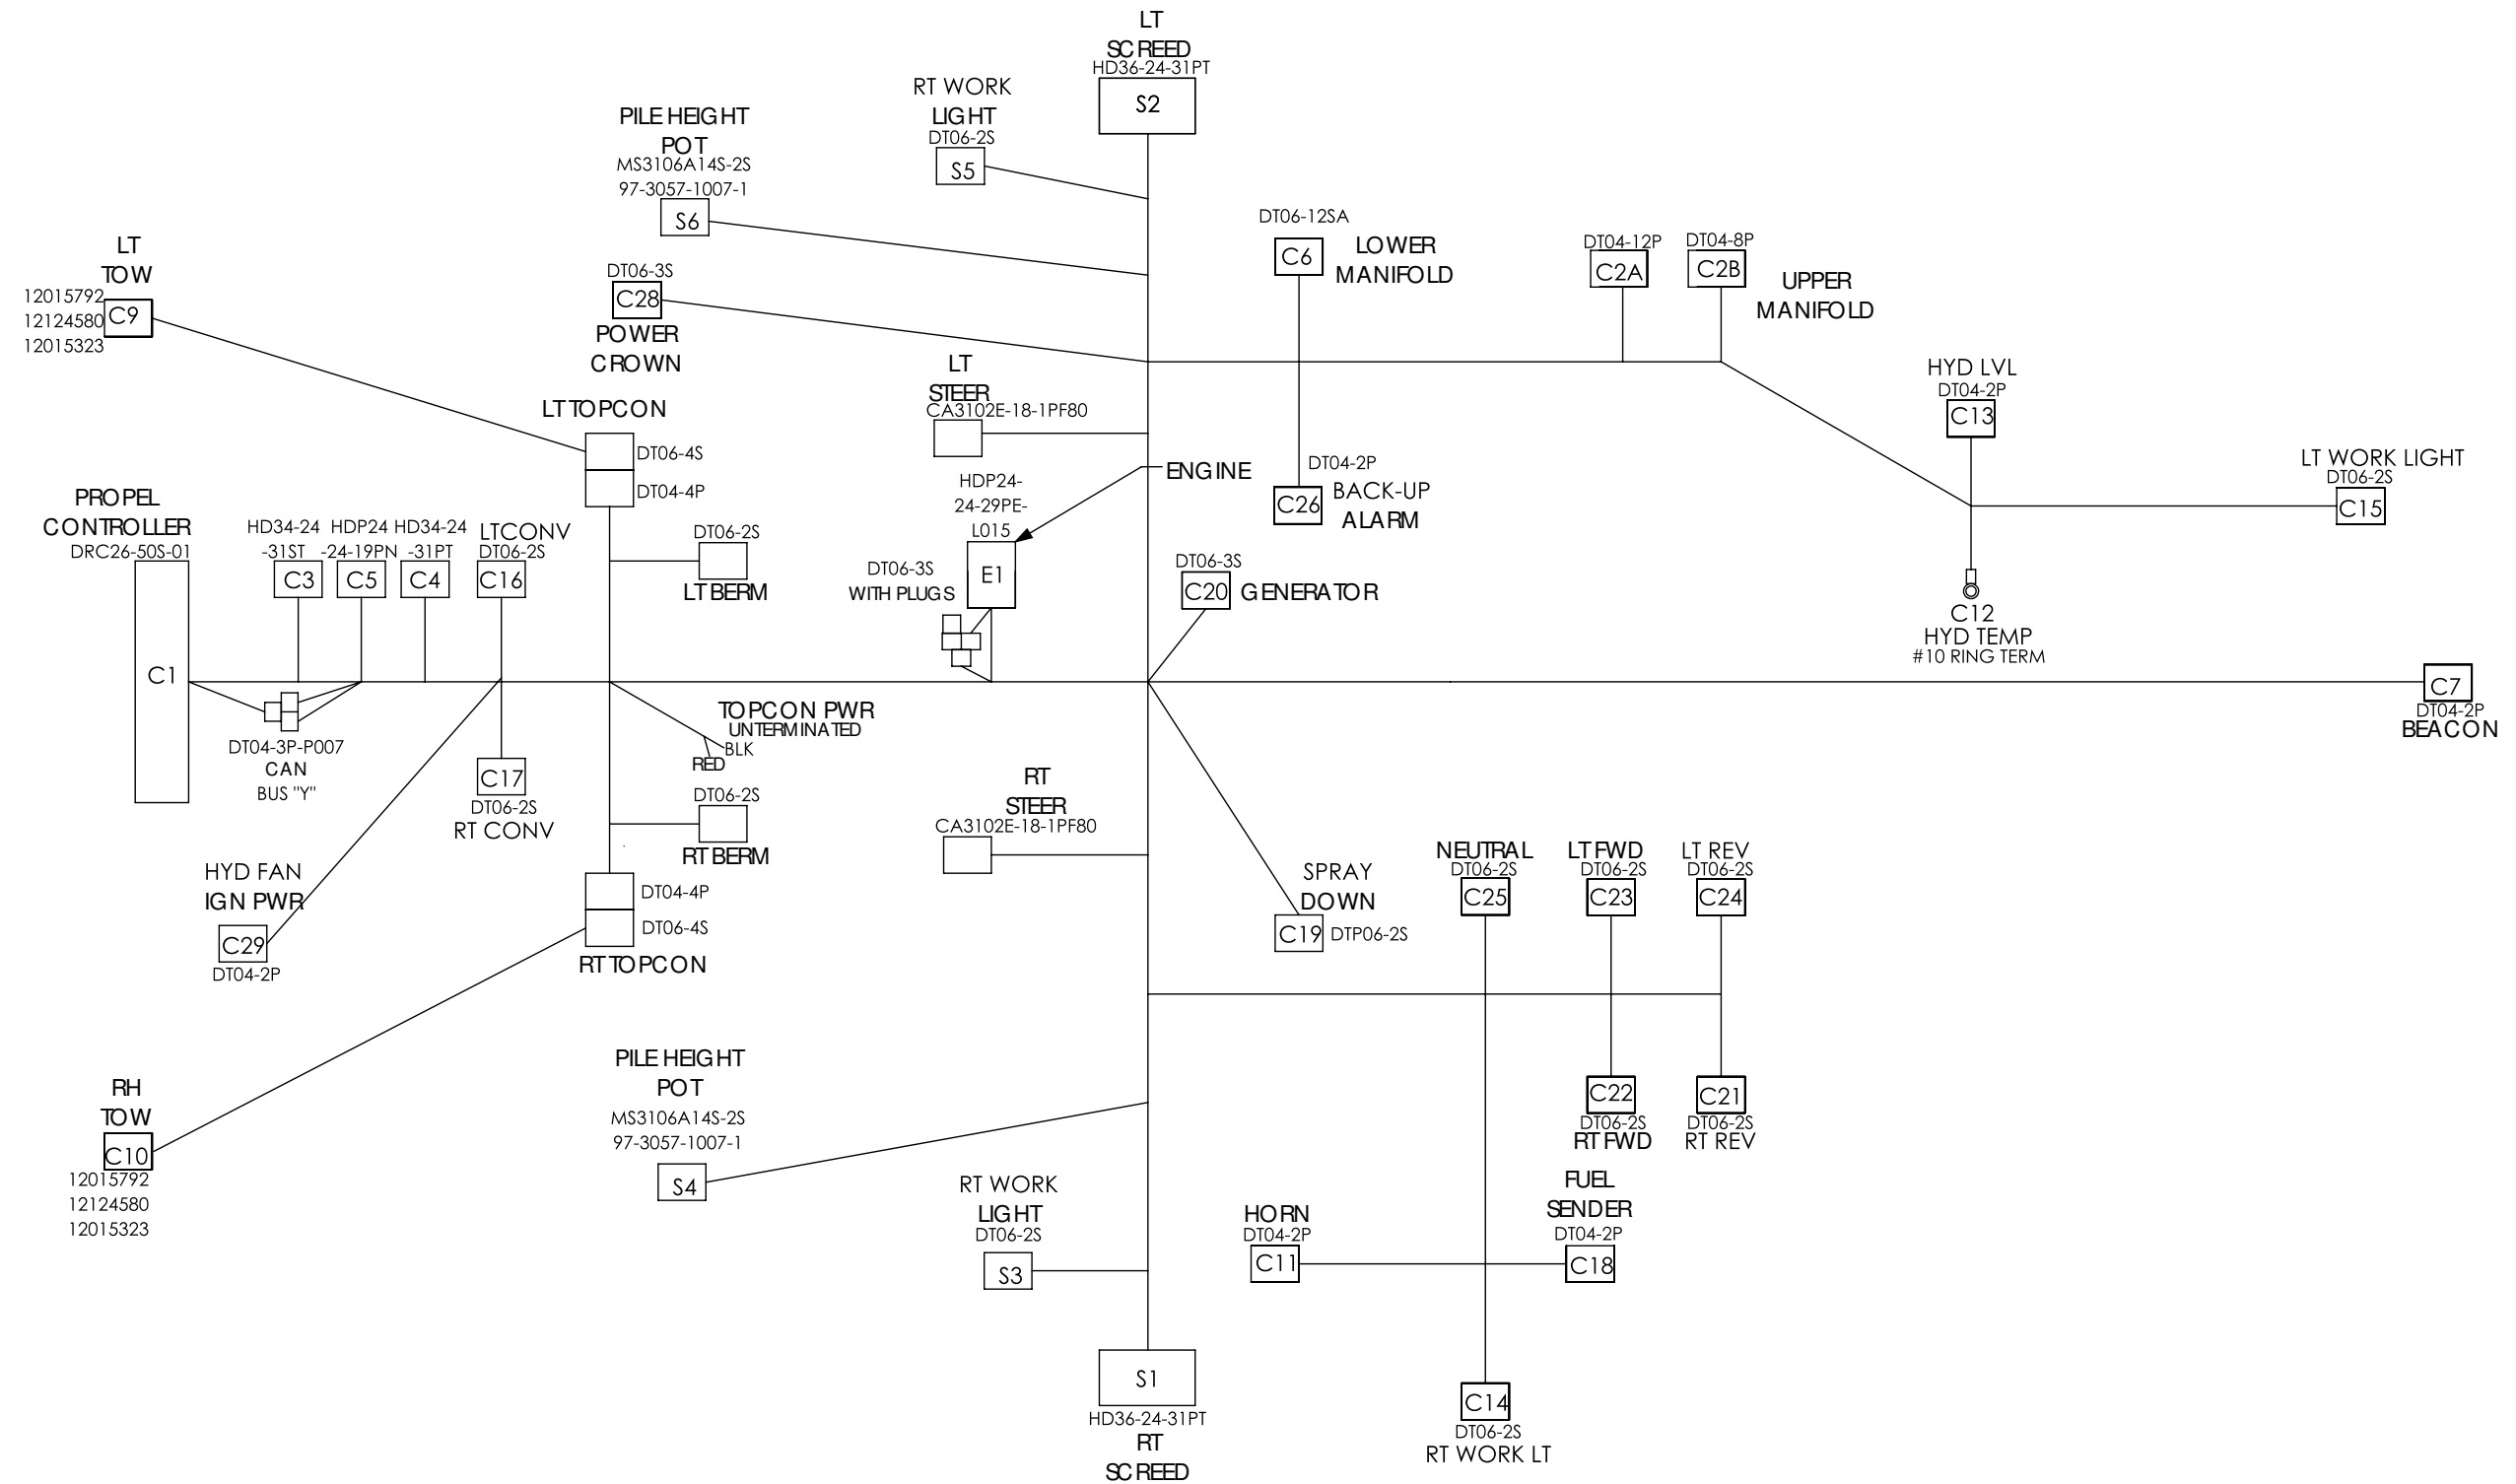 LT
SCREED
HD36-24-31PT
S2
RT WORK
LIGHT
DT06-2S
S5
PILE HEIGHT
POT
MS3106A14S-2S
97-3057-1007-1
S6
DT06-12SA
C6
LOWER
MANIFOLD
DT04-12P
C2A
DT04-8P
C2B
UPPER
MANIFOLD
LT
TOW
12015792
12124580
12015323
C9
DT06-3S
C28
POWER
CROWN
LT
STEER
CA3102E-18-1PF80
HYD LVL
DT04-2P
C13
LT TOPCON
DT06-4S
DT04-4P
ENGINE
HDP24-
24-29PE-
L015
E1
DT04-2P
C26
BACK-UP
ALARM
LT WORK LIGHT
DT06-2S
C15
PROPEL
CONTROLLER
DRC26-50S-01
C1
HD34-24
-31ST
C3
HDP24
-24-19PN
C5
HD34-24
-31PT
C4
LT CONV
DT06-2S
C16
DT06-2S
LT BERM
DT06-3S
WITH PLUGS
DT06-3S
C20
GENERATOR
C12
HYD TEMP
#10 RING TERM
C7
DT04-2P
BEACON
DT04-3P-P007
CAN
BUS "Y"
TOPCON PWR
UNTERMINATED
BLK
RED
C17
DT06-2S
RT CONV
DT06-2S
RT BERM
RT
STEER
CA3102E-18-1PF80
HYD FAN
IGN PWR
C29
DT04-2P
DT04-4P
DT06-4S
RT TOPCON
SPRAY
DOWN
C19
DTP06-2S
NEUTRAL
DT06-2S
C25
LT FWD
DT06-2S
C23
LT REV
DT06-2S
C24
PILE HEIGHT
POT
MS3106A14S-2S
97-3057-1007-1
S4
RH
TOW
C10
12015792
12124580
12015323
C22
DT06-2S
RT FWD
C21
DT06-2S
RT REV
RT WORK
LIGHT
DT06-2S
S3
HORN
DT04-2P
C11
FUEL
SENDER
DT04-2P
C18
S1
HD36-24-31PT
RT
SCREED
C14
DT06-2S
RT WORK LT